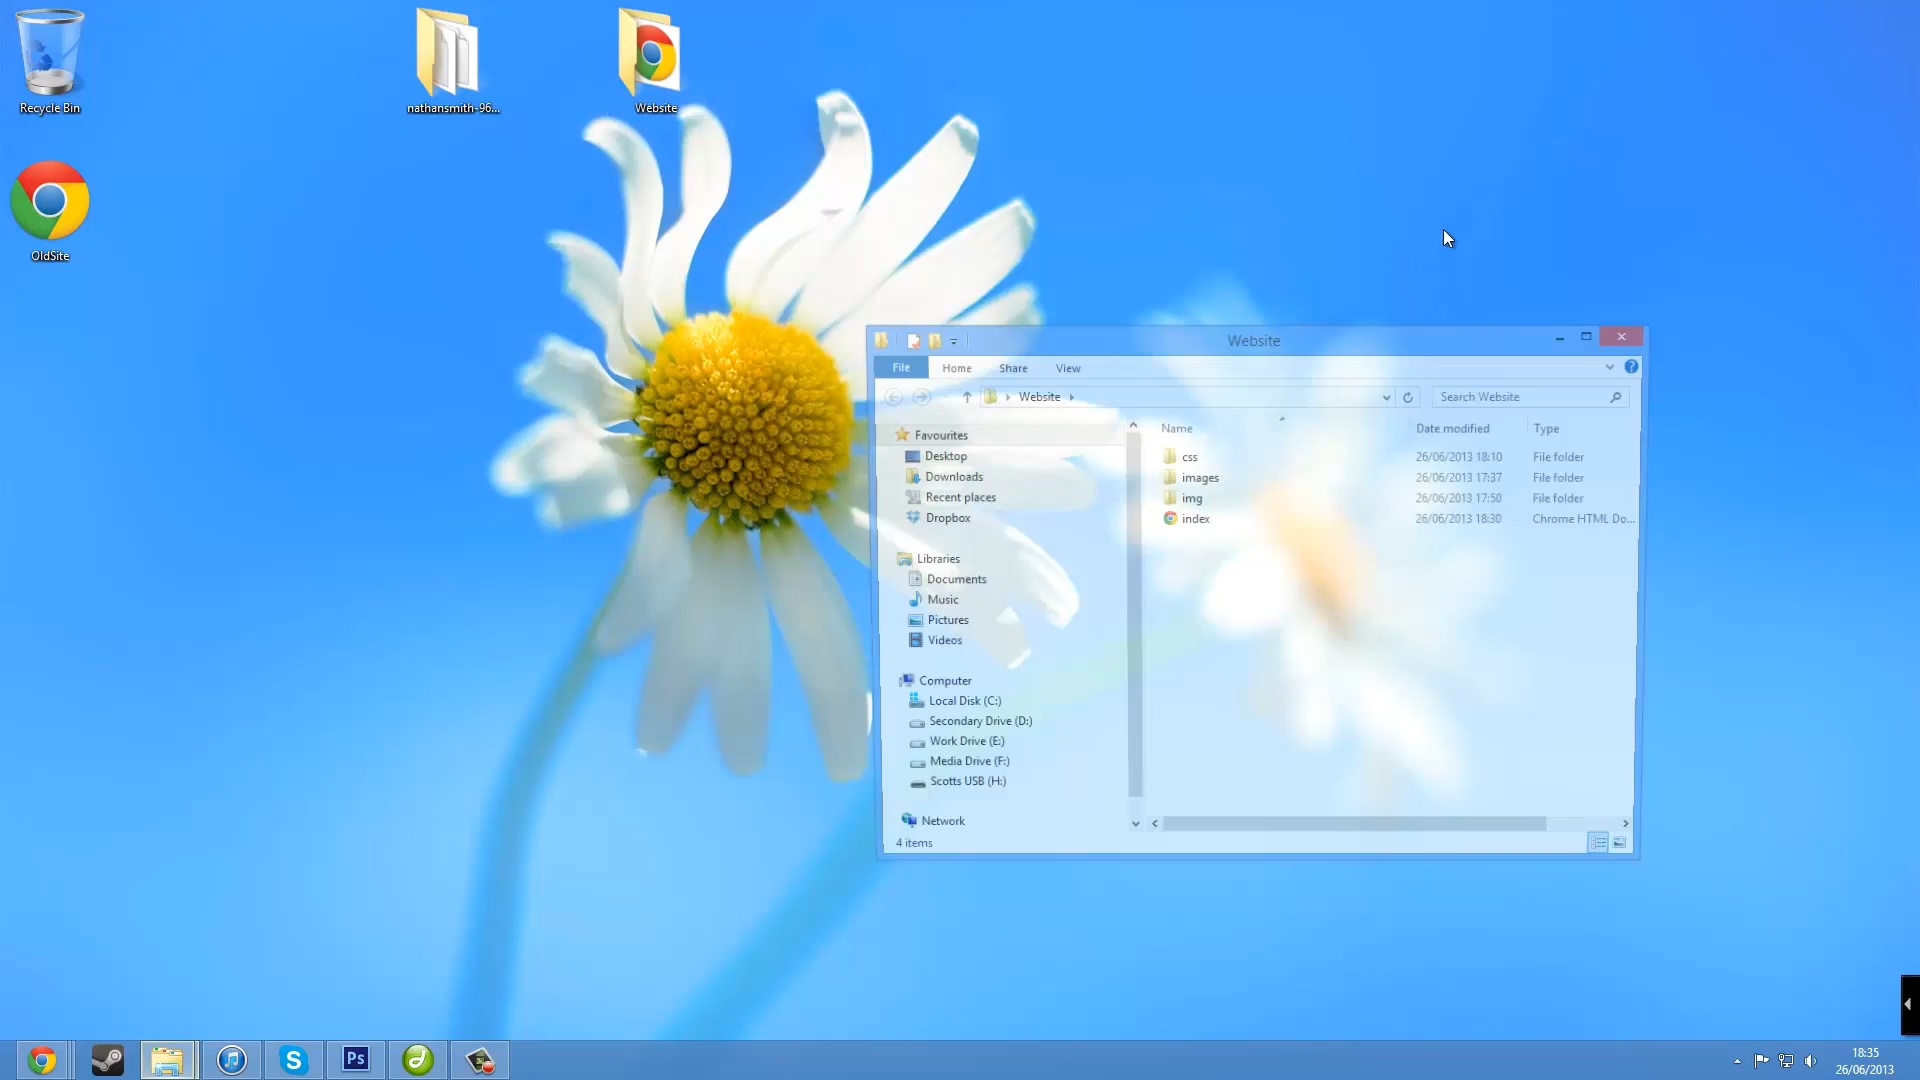 Recycle Bin
nathansmith-96...
Website
OldSite
Website
File Home Share View
Website
Search Website
Favourites
Desktop
Downloads
Recent places
Dropbox
Libraries
Documents
Music
Pictures
Videos
Computer
Local Disk (C:)
Secondary Drive (D:)
Work Drive (E:)
Media Drive (F:)
Scotts USB (H:)
Network
Name Date modified Type
css 26/06/2013 18:10 File folder
images 26/06/2013 17:37 File folder
img 26/06/2013 17:50 File folder
index 26/06/2013 18:30 Chrome HTML Do...
4 items
Ps
18:35
26/06/2013